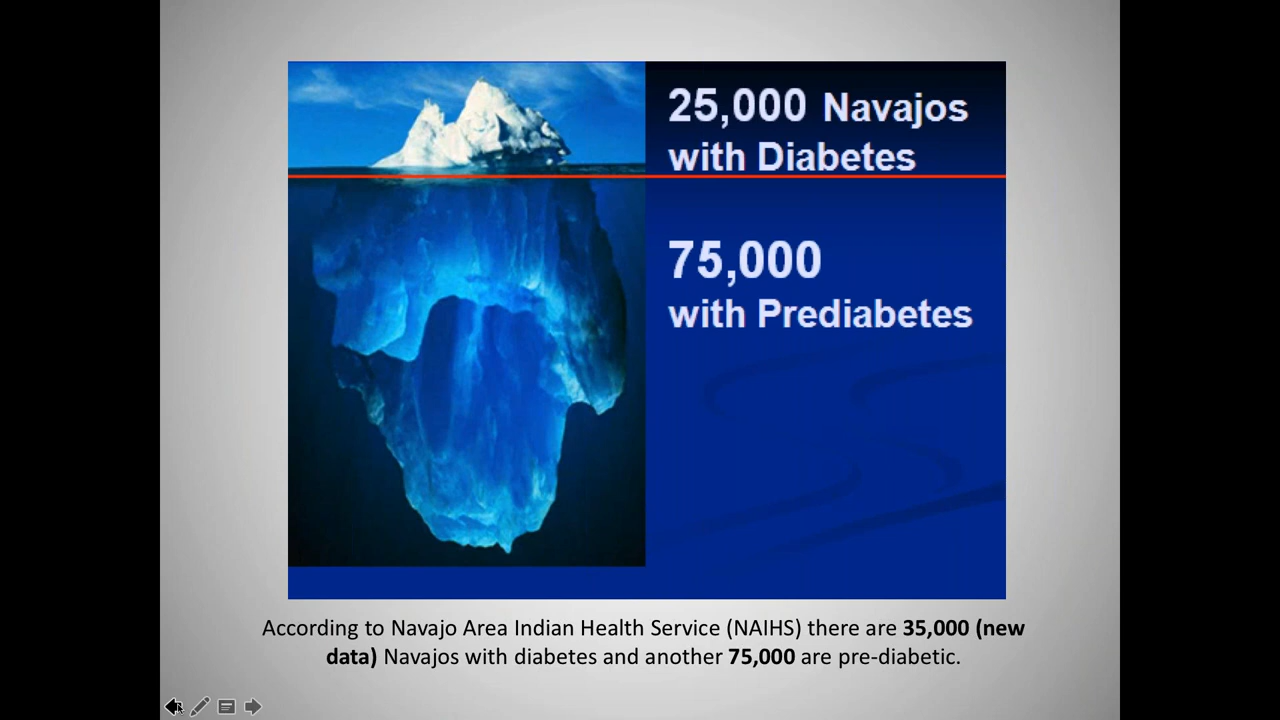 25,000 Navajos
with Diabetes
75,000
with Prediabetes
According to Navajo Area Indian Health Service (NAIHS) there are 35,000 (new
data) Navajos with diabetes and another 75,000 are pre-diabetic.